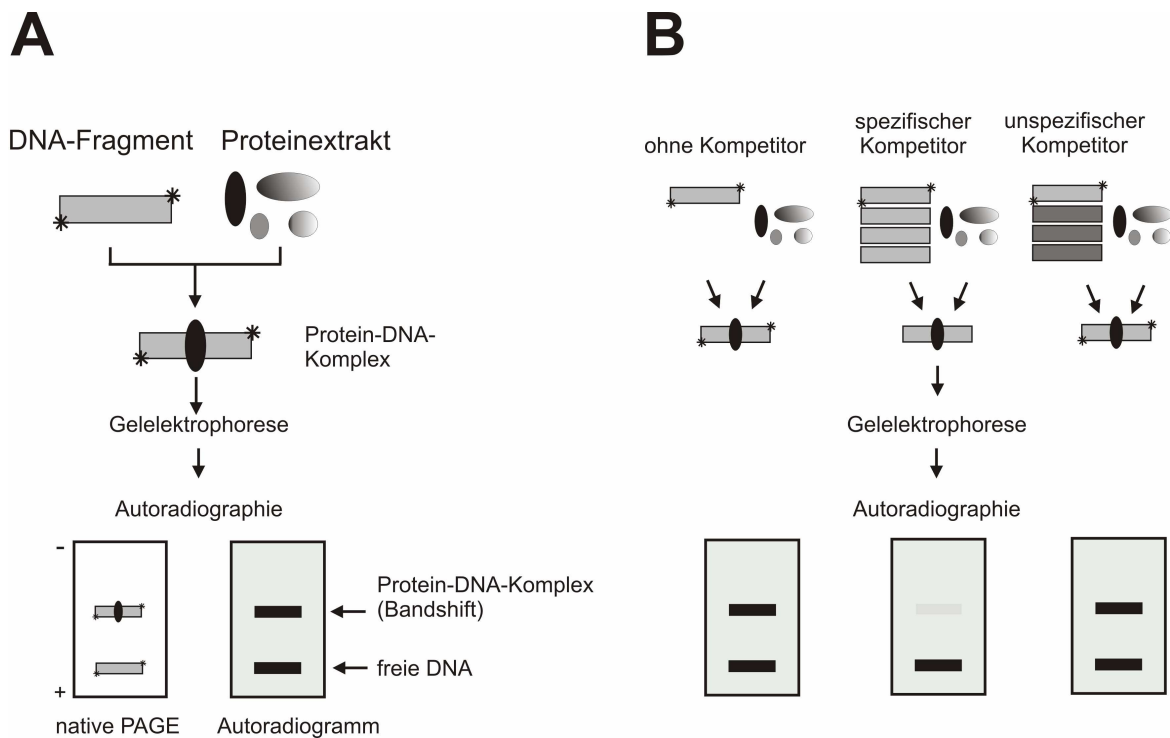 A
DNA-Fragment
Proteinextrakt
Protein-DNA-
Komplex
Gelelektrophorese
Autoradiographie
-
+
Protein-DNA-Komplex
(Bandshift)
freie DNA
native PAGE
Autoradiogramm
B
ohne Kompetitor
spezifischer
Kompetitor
unspezifischer
Kompetitor
Gelelektrophorese
Autoradiographie